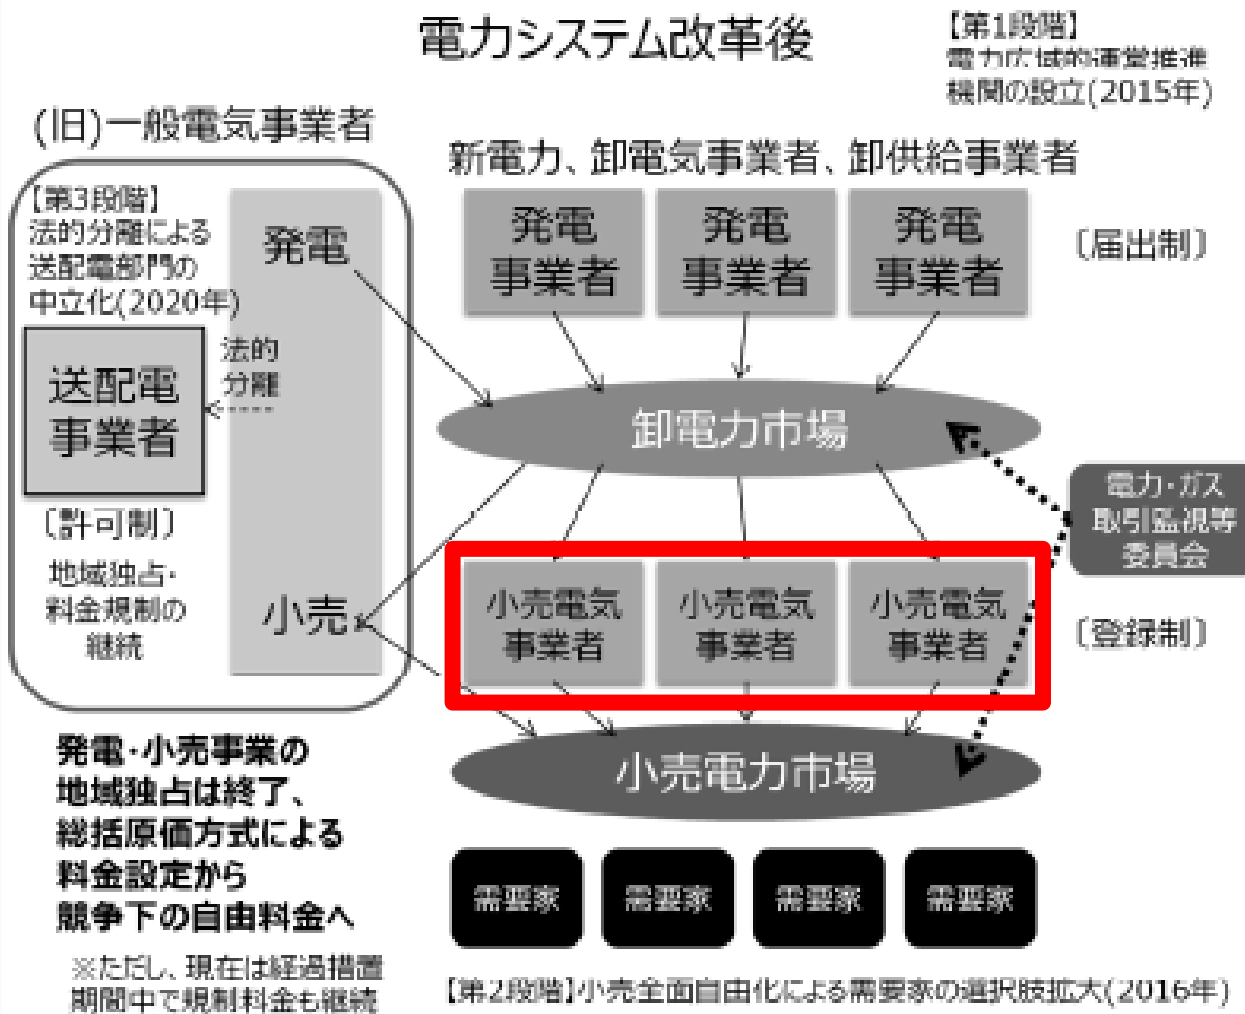 電力システム改革後
【第1段階】
電力広域的運営推進
機関の設立(2015年)
(旧)一般電気事業者
新電力、卸電気事業者、卸供給事業者
【第3段階】
法的分離による
送配電部門の
中立化(2020年)
発電
発電
事業者
発電
事業者
発電
事業者
〔届出制〕
法的
分離
送配電
事業者
卸電力市場
〔許可制〕
地域独占・
料金規制の
継続
電力・ガス
取引監視等
委員会
小売
小売電気
事業者
小売電気
事業者
小売電気
事業者
〔登録制〕
小売電力市場
発電・小売事業の
地域独占は終了、
総括原価方式による
料金設定から
競争下の自由料金へ
需要家
需要家
需要家
需要家
※ただし、現在は経過措置
期間中で規制料金も継続
【第2段階】小売全面自由化による需要家の選択肢拡大(2016年)